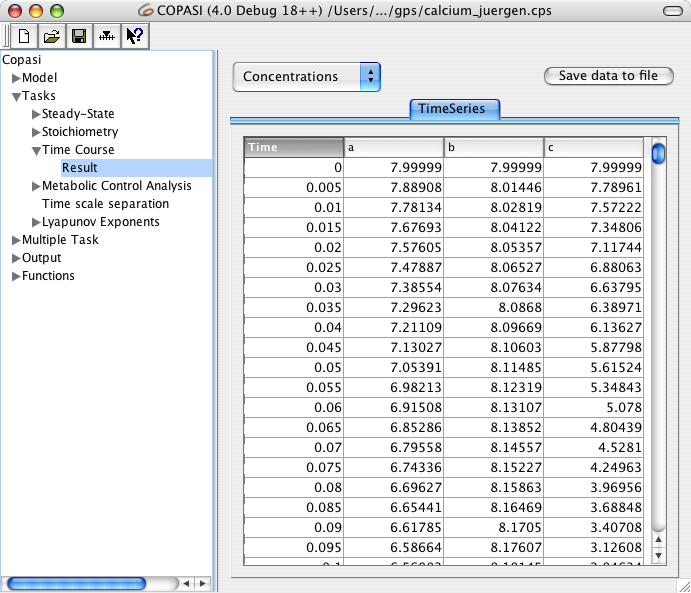 COPASI (4.0 Debug 18++) /Users/.../gps/calcium_juergen.cps
Copasi
Model
Tasks
Steady-State
Stoichiometry
Time Course
Result
Metabolic Control Analysis
Time scale separation
Lyapunov Exponents
Multiple Task
Output
Functions
Concentrations
Save data to file
TimeSeries
Time a b c
0 7.99999 7.99999 7.99999
0.005 7.88908 8.01446 7.78961
0.01 7.78134 8.02819 7.57222
0.015 7.67693 8.04122 7.34806
0.02 7.57605 8.05357 7.11744
0.025 7.47887 8.06527 6.88063
0.03 7.38554 8.07634 6.63795
0.035 7.29623 8.0868 6.38971
0.04 7.21109 8.09669 6.13627
0.045 7.13027 8.10603 5.87798
0.05 7.05391 8.11485 5.61524
0.055 6.98213 8.12319 5.34843
0.06 6.91508 8.13107 5.078
0.065 6.85286 8.13852 4.80439
0.07 6.79558 8.14557 4.5281
0.075 6.74336 8.15227 4.24963
0.08 6.69627 8.15863 3.96956
0.085 6.65441 8.16469 3.68848
0.09 6.61785 8.1705 3.40708
0.095 6.58664 8.17607 3.12608